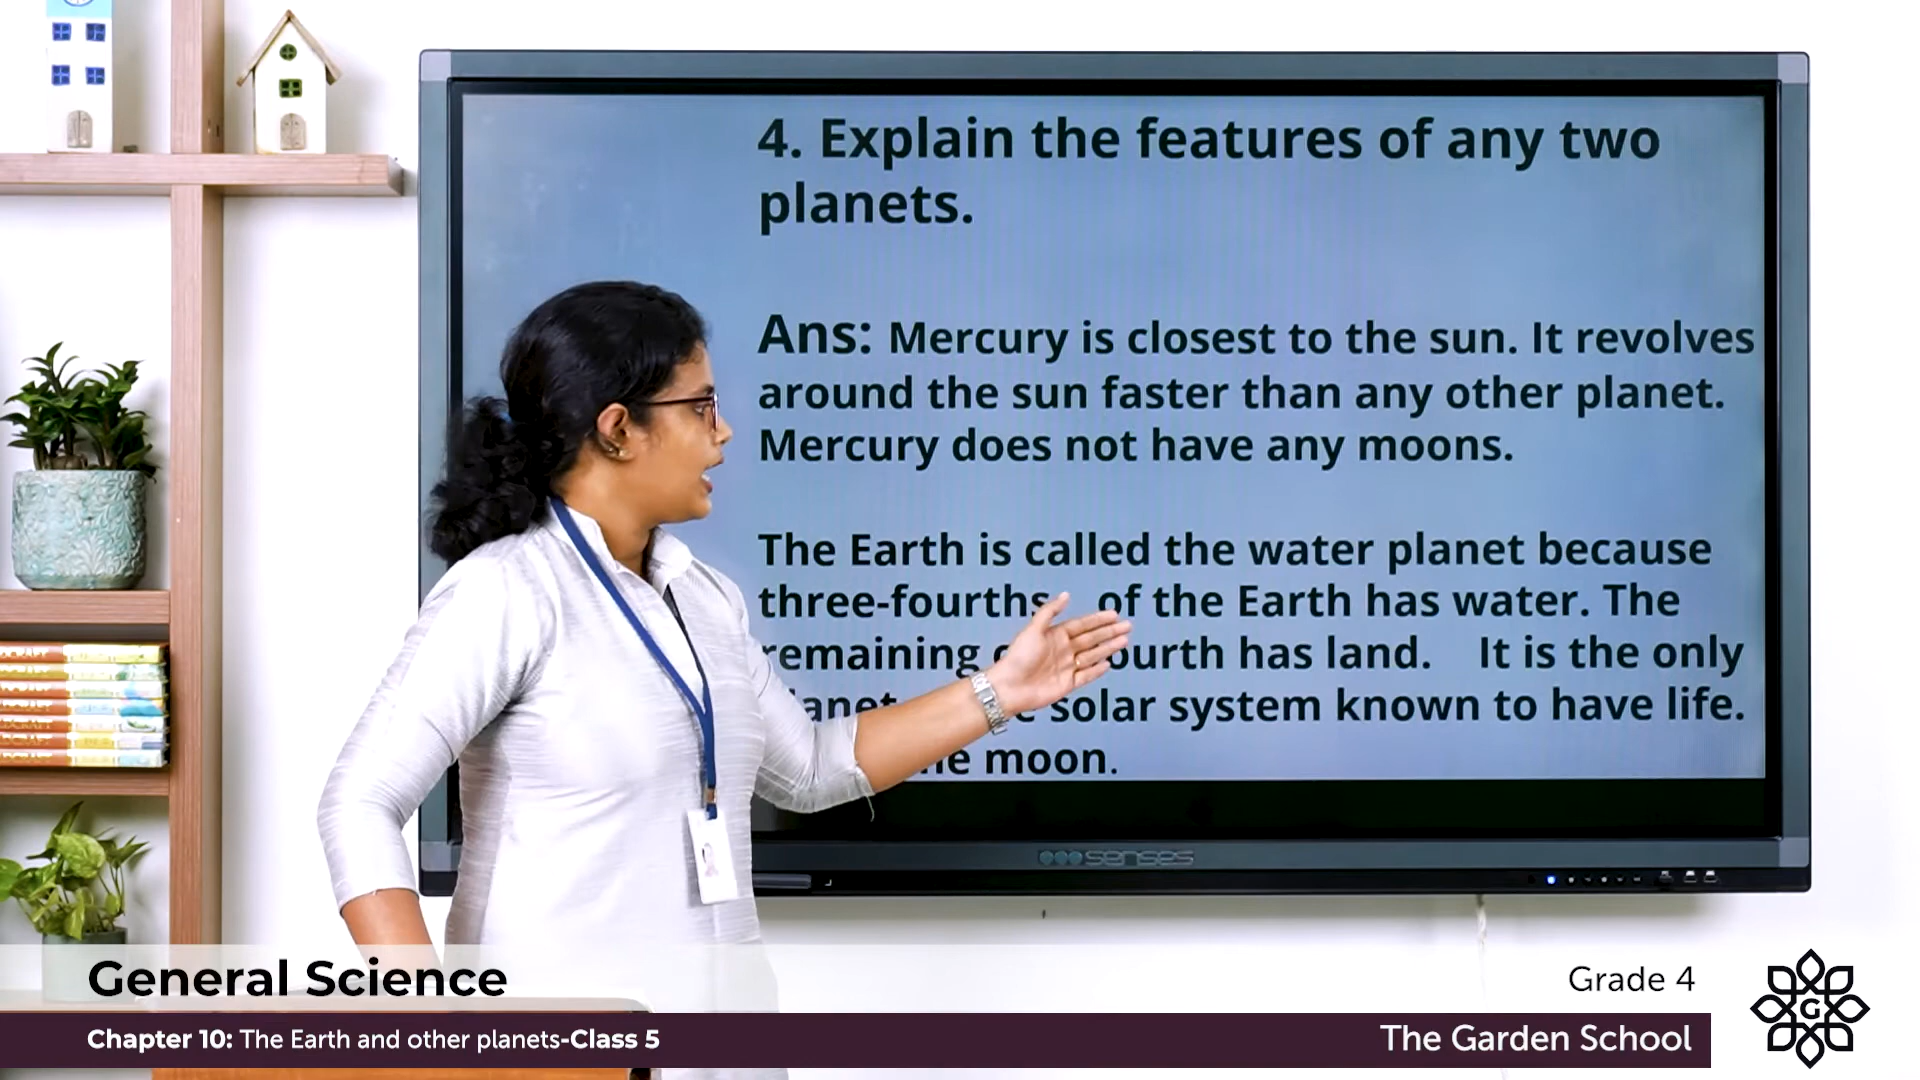 4. Explain the features of any two
planets.
Ans: Mercury is closest to the sun. It revolves
around the sun faster than any other planet.
Mercury does not have any moons.
The Earth is called the water planet because
three-fourths of the Earth has water. The
remaining fourth has land. It is the only
solar system known to have life.
moon.
senses
General Science
Grade 4
Chapter 10: The Earth and other planets-Class 5
The Garden School
G